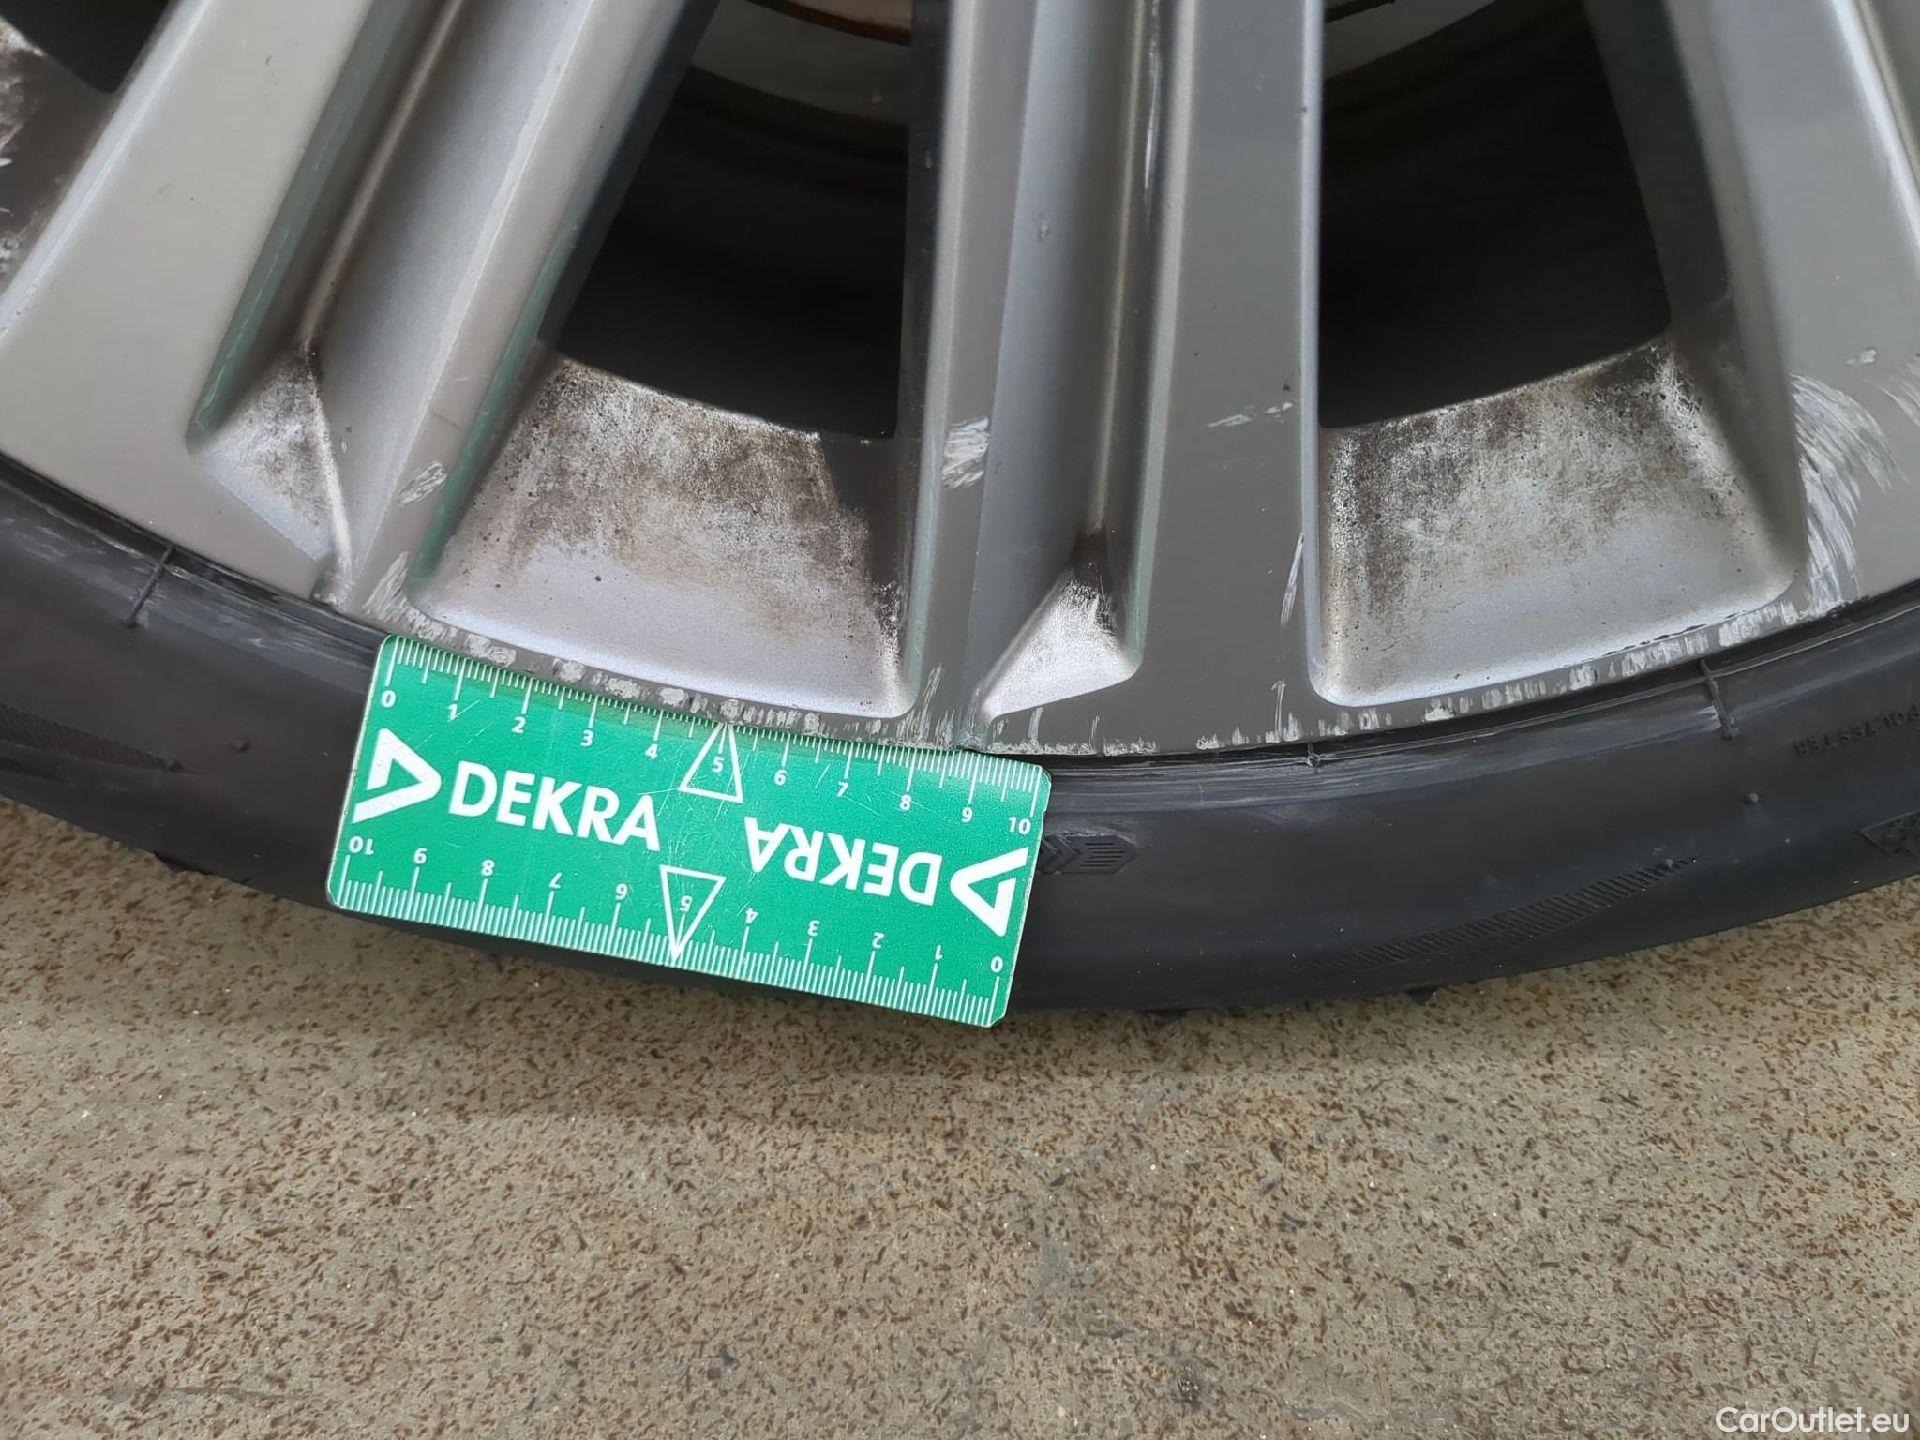 0 1 2 3 4 5 6 7 8 9 10
DEKRA
DEKRA
10 9 8 7 6 5 4 3 2 1 0
POLYESTER
CarOutlet.eu